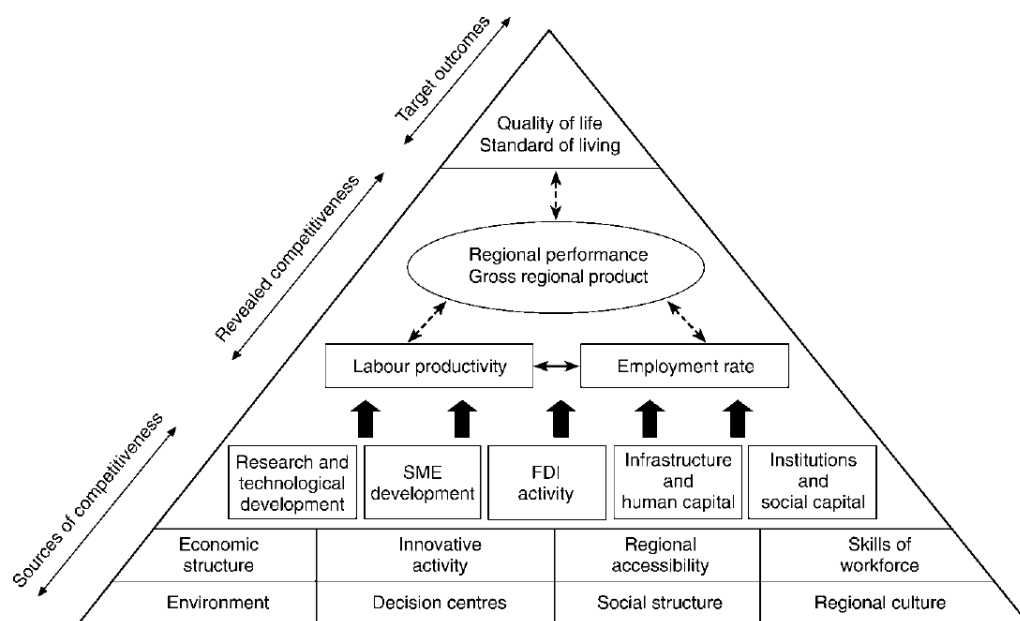 Target outcomes
Quality of life
Standard of living
Revealed competitiveness
Regional performance
Gross regional product
Labour productivity
Employment rate
Sources of competitiveness
Research and
technological
development
SME
development
FDI
activity
Infrastructure
and
human capital
Institutions
and
social capital
Economic
structure
Innovative
activity
Regional
accessibility
Skills of
workforce
Environment
Decision centres
Social structure
Regional culture